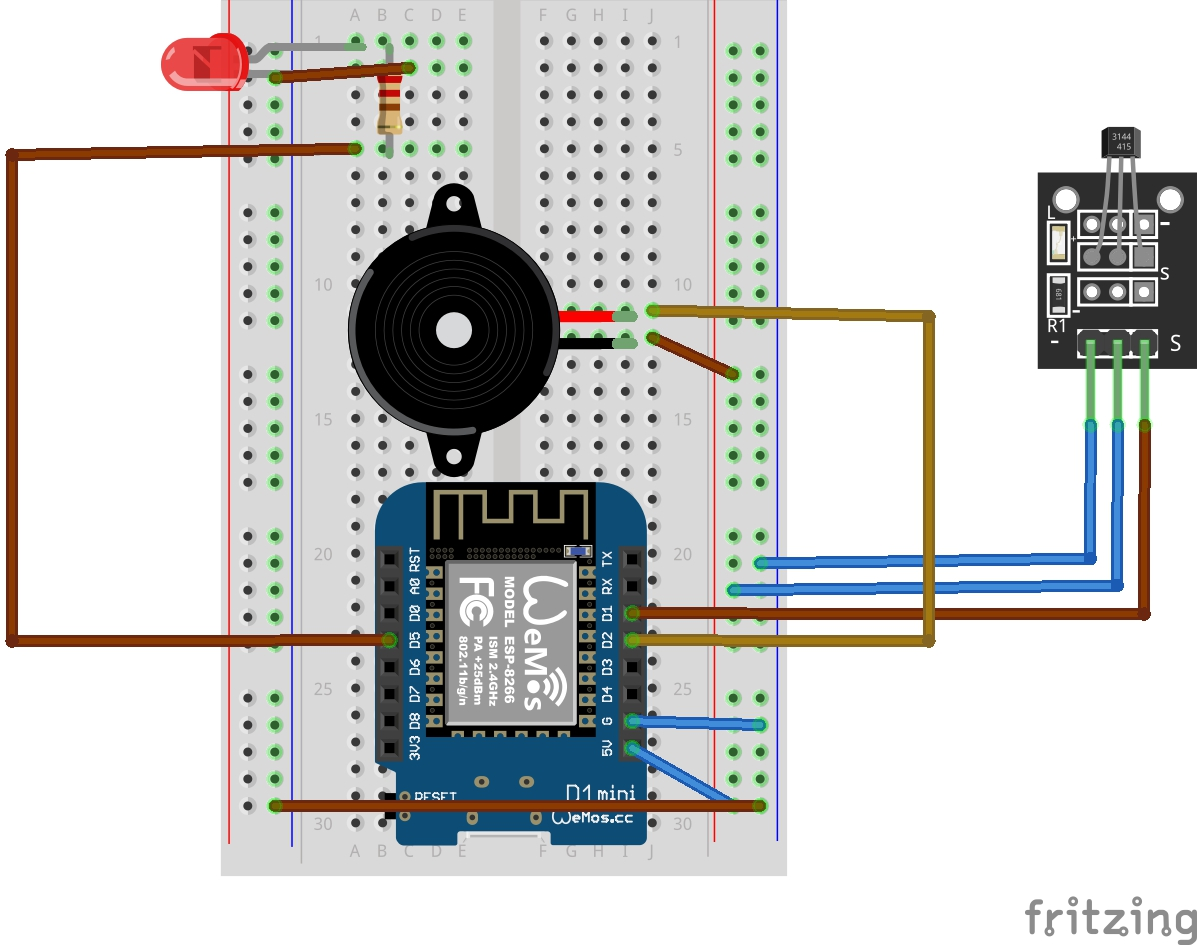 A B C D E F G H I J
1 1
5 5
10 10
15 15
20 20
25 25
30 30
A B C D E F G H I J
3144
415
L
+
-
S
681
-
R1
-
S
RST
A0
D0
D5
D6
D7
D8
3V3
TX
RX
D1
D2
D3
D4
G
5V
WeMos
MODEL ESP-8266
ISM 2.4GHz
PA +25dBm
802.11b/g/n
FC
RESET
D1 mini
WeMos.cc
fritzing